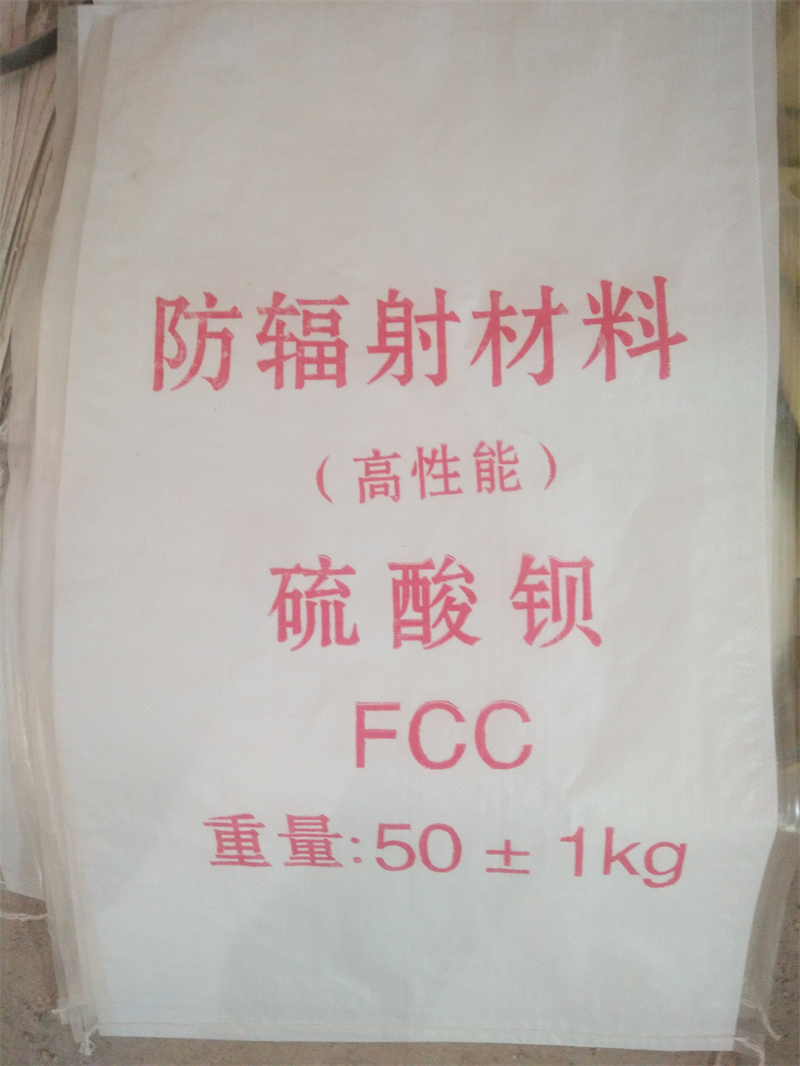 防辐射材料
（高性能）
硫酸钡
FCC
重量:50±1kg